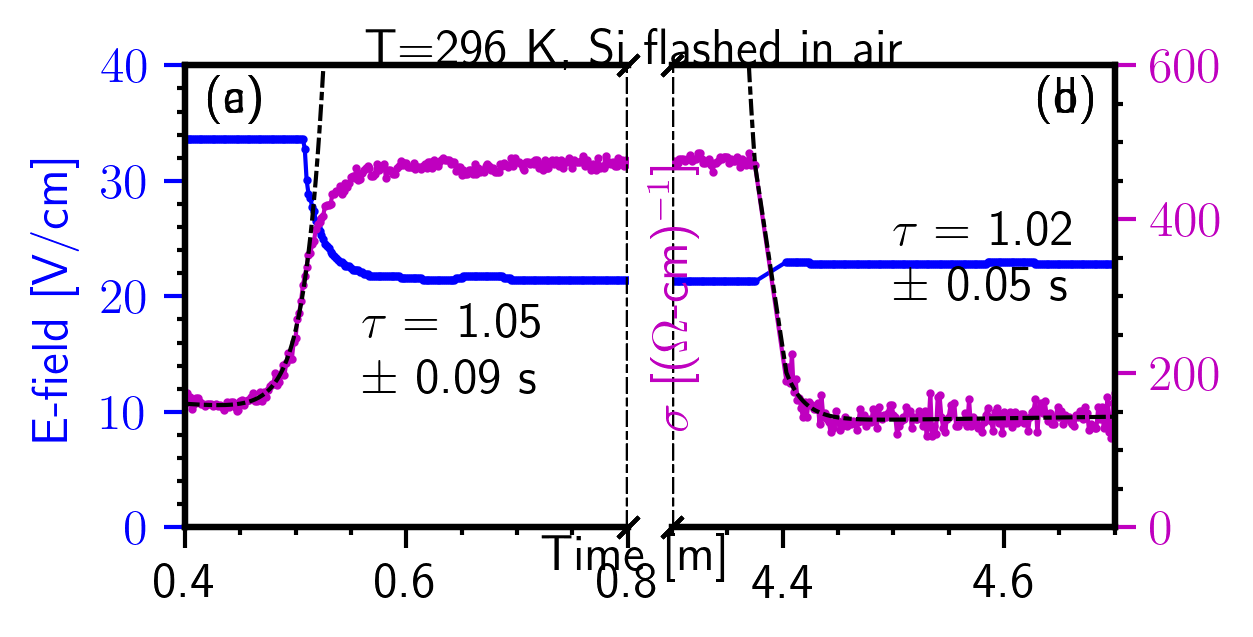 T=296 K, Si flashed in air
40
30
20
10
0
E-field [V/cm]
600
400
200
0
σ [(Ω-cm)⁻¹]
τ = 1.05
± 0.09 s
τ = 1.02
± 0.05 s
0.4
0.6
0.8
4.4
4.6
Time [m]